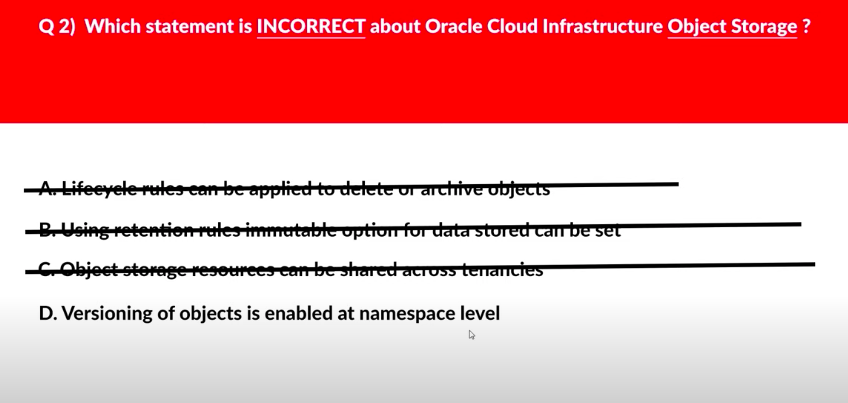 Q 2) Which statement is INCORRECT about Oracle Cloud Infrastructure Object Storage ?
A. Lifecycle rules can be applied to delete or archive objects
B. Using retention rules immutable option for data stored can be set
C. Object storage resources can be shared across tenancies
D. Versioning of objects is enabled at namespace level